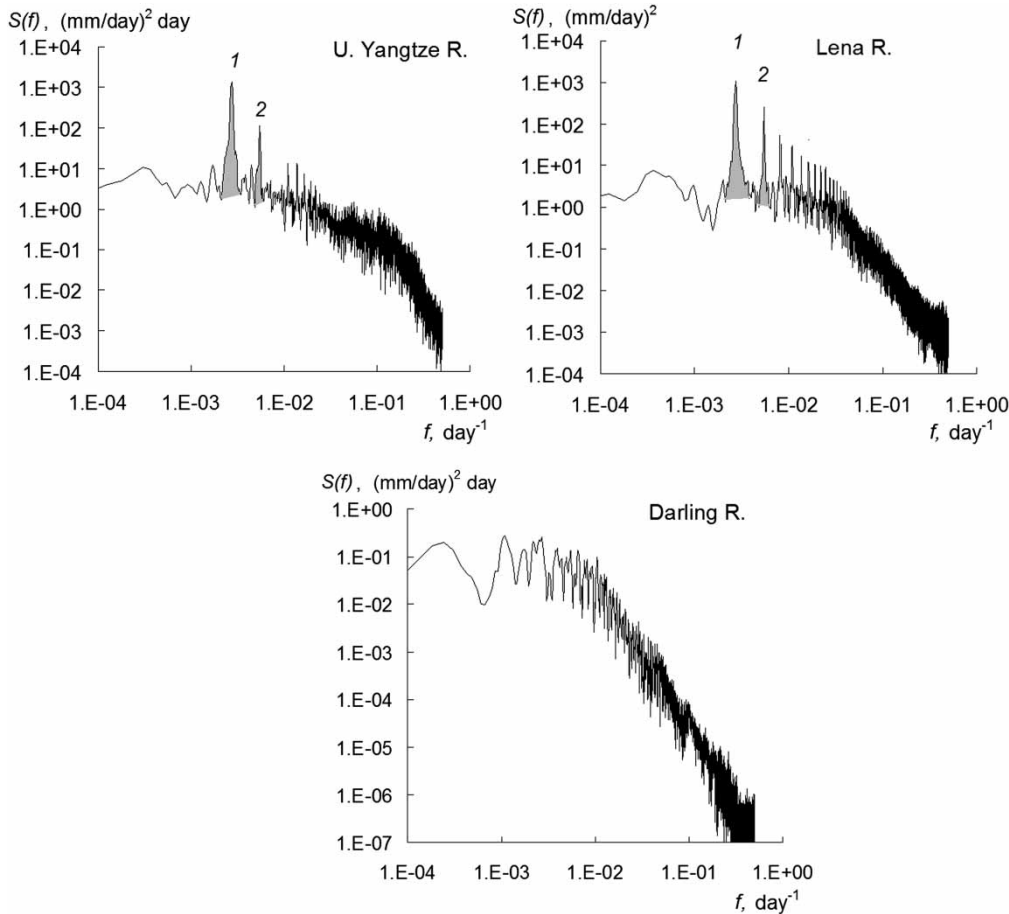 S(f), (mm/day)² day
U. Yangtze R.
1.E+04
1.E+03
1.E+02
1.E+01
1.E+00
1.E-01
1.E-02
1.E-03
1.E-04
1
2
1.E-04 1.E-03 1.E-02 1.E-01 1.E+00
f, day⁻¹
S(f), (mm/day)²
Lena R.
1.E+04
1.E+03
1.E+02
1.E+01
1.E+00
1.E-01
1.E-02
1.E-03
1.E-04
1
2
1.E-04 1.E-03 1.E-02 1.E-01 1.E+00
f, day⁻¹
S(f), (mm/day)² day
Darling R.
1.E+00
1.E-01
1.E-02
1.E-03
1.E-04
1.E-05
1.E-06
1.E-07
1.E-04 1.E-03 1.E-02 1.E-01 1.E+00
f, day⁻¹